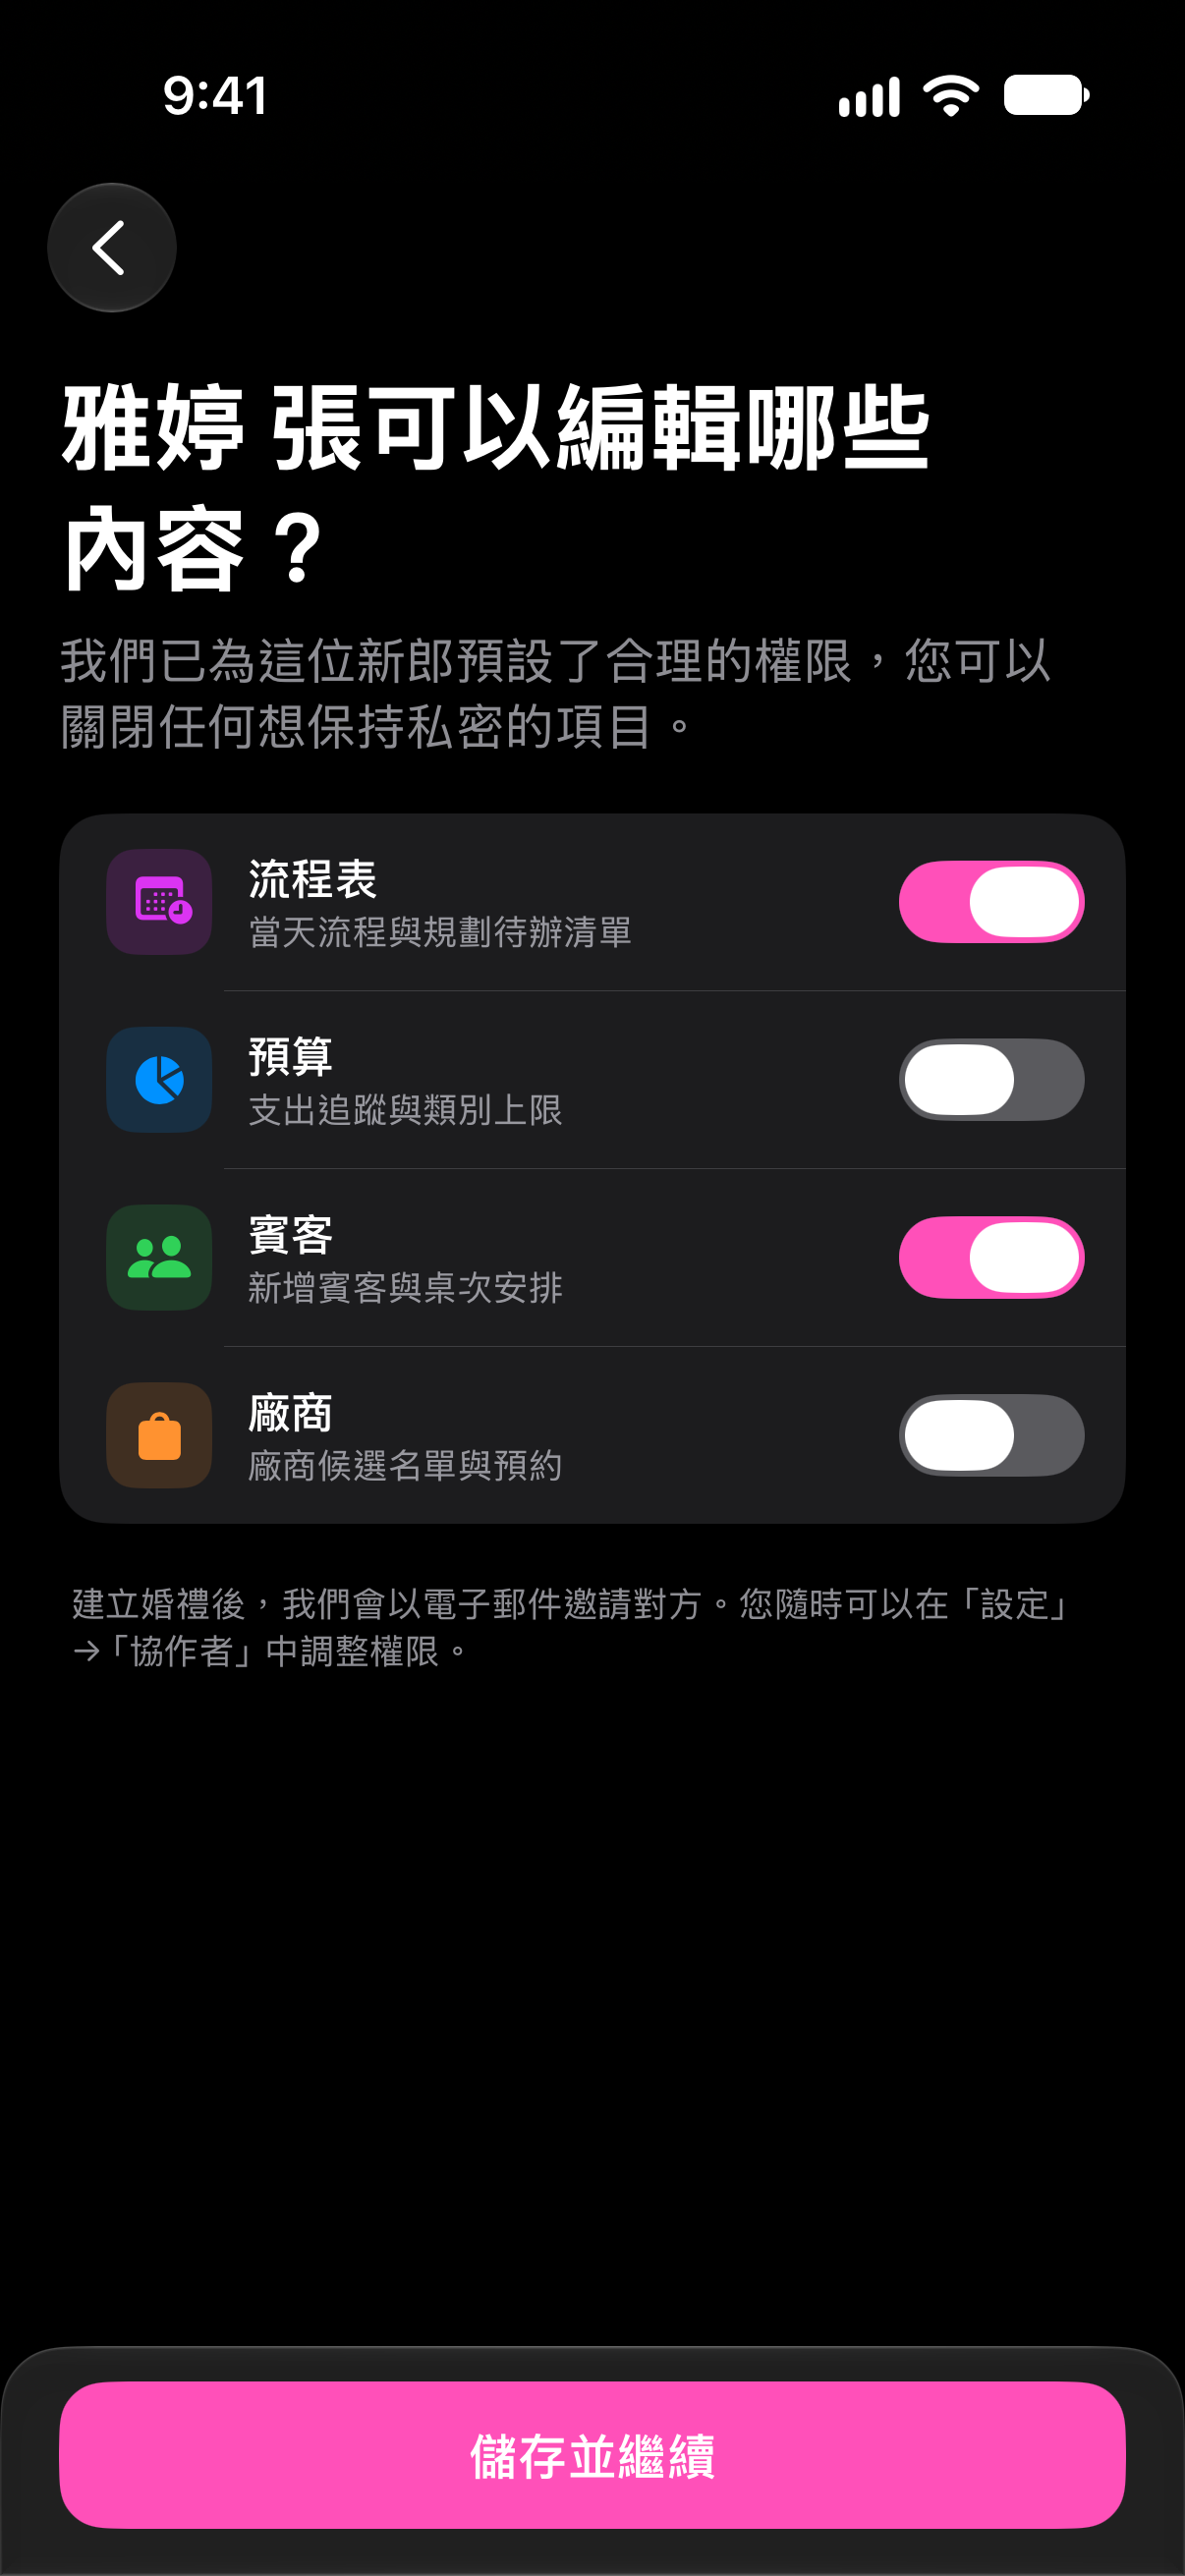 9:41
雅婷 張可以編輯哪些
內容？
我們已為這位新郎預設了合理的權限，您可以
關閉任何想保持私密的項目。
流程表
當天流程與規劃待辦清單
預算
支出追蹤與類別上限
賓客
新增賓客與桌次安排
廠商
廠商候選名單與預約
建立婚禮後，我們會以電子郵件邀請對方。您隨時可以在「設定」
→「協作者」中調整權限。
儲存並繼續